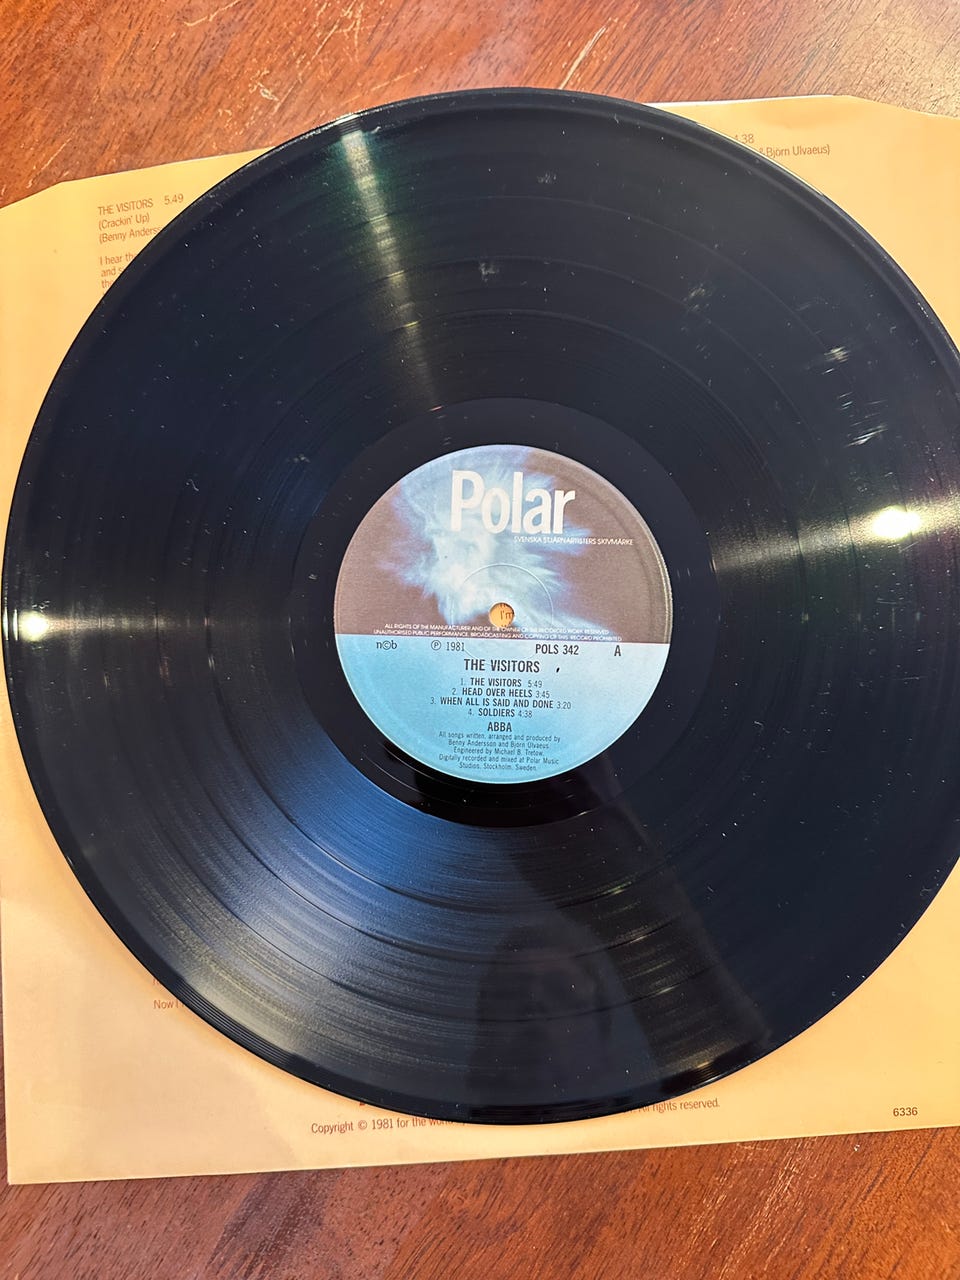 4.38
& Björn Ulvaeus)
THE VISITORS 5.49
(Crackin' Up)
(Benny Anderss
I hear th
and s
th
Polar
SVENSKA STJÄRNARTISTERS SKIVMÄRKE
I'm
ALL RIGHTS OF THE MANUFACTURER AND OF THE OWNER OF THE RECORDED WORK RESERVED
UNAUTHORISED PUBLIC PERFORMANCE, BROADCASTING AND COPYING OF THIS RECORD PROHIBITED
n©b ℗ 1981 POLS 342 A
THE VISITORS
1. THE VISITORS 5:49
2. HEAD OVER HEELS 3:45
3. WHEN ALL IS SAID AND DONE 3:20
4. SOLDIERS 4:38
ABBA
All songs written, arranged and produced by
Benny Andersson and Björn Ulvaeus.
Engineered by Michael B. Tretow.
Digitally recorded and mixed at Polar Music
Studios, Stockholm, Sweden.
Now I
Copyright © 1981 for the world
All rights reserved.
6336